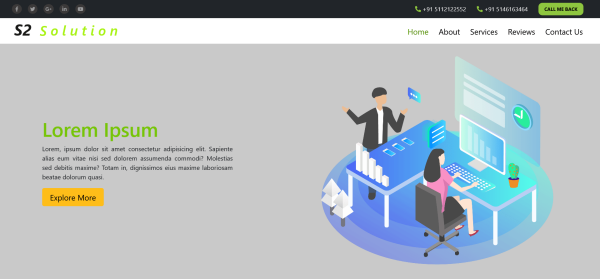 +91 5112122552
+91 5146163464
CALL ME BACK
S2 Solution
Home
About
Services
Reviews
Contact Us
Lorem Ipsum
Lorem, ipsum dolor sit amet consectetur adipisicing elit. Sapiente
alias eum vitae nisi sed dolorem assumenda commodi? Molestias
sed debitis maxime? Totam in, dignissimos eius maxime laboriosam
beatae dolorum quasi.
Explore More